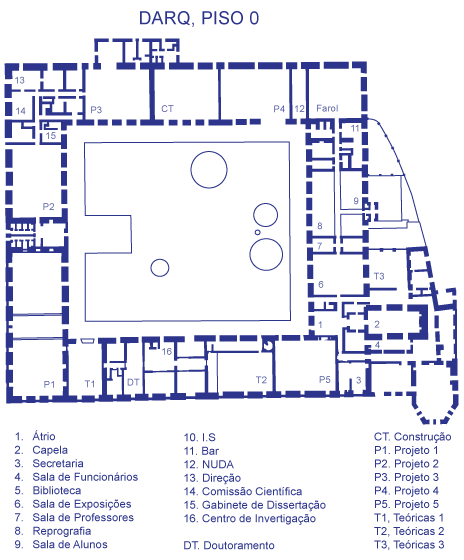 DARQ, PISO 0
13
14
15
P3
CT
P4
12
Farol
11
P2
9
8
7
T3
6
1
2
4
16
P1
T1
DT
T2
P5
3
1. Átrio
2. Capela
3. Secretaria
4. Sala de Funcionários
5. Biblioteca
6. Sala de Exposições
7. Sala de Professores
8. Reprografia
9. Sala de Alunos
10. I.S
11. Bar
12. NUDA
13. Direção
14. Comissão Científica
15. Gabinete de Dissertação
16. Centro de Invertigação
DT. Doutoramento
CT. Construção
P1. Projeto 1
P2. Projeto 2
P3. Projeto 3
P4. Projeto 4
P5. Projeto 5
T1, Teóricas 1
T2, Teóricas 2
T3, Teóricas 3